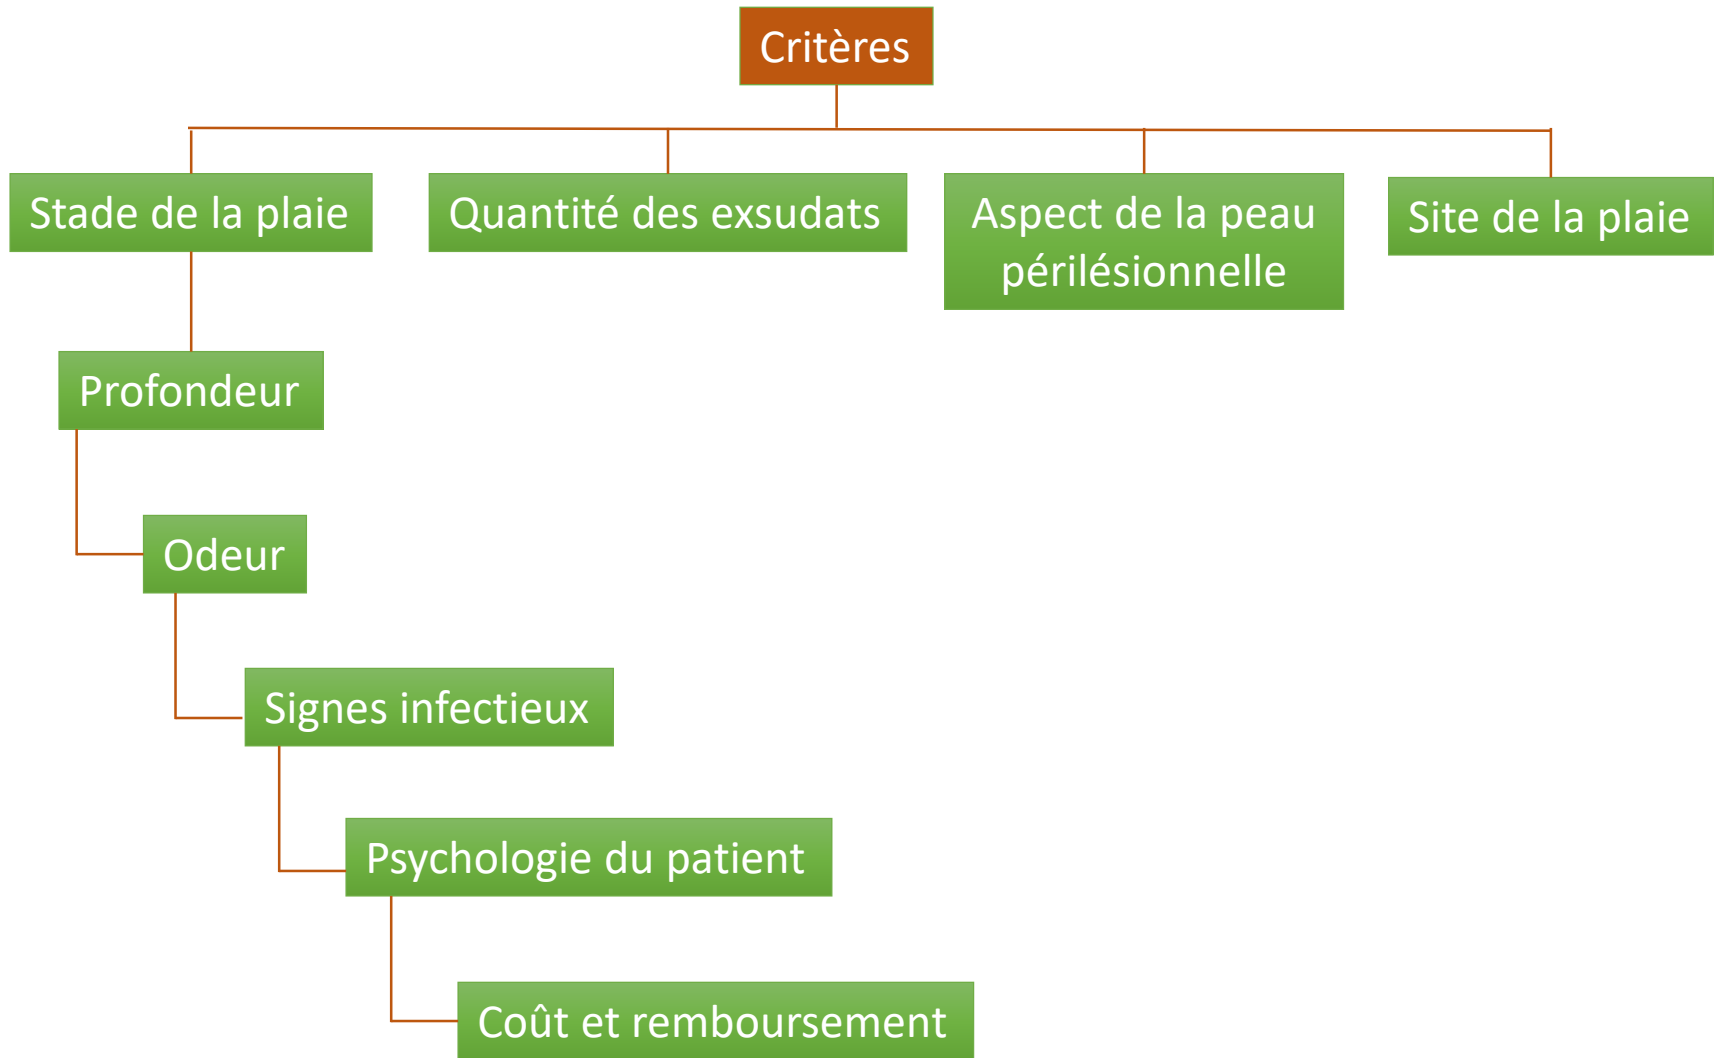 Critères
Stade de la plaie
Quantité des exsudats
Aspect de la peau
périlésionnelle
Site de la plaie
Profondeur
Odeur
Signes infectieux
Psychologie du patient
Coût et remboursement